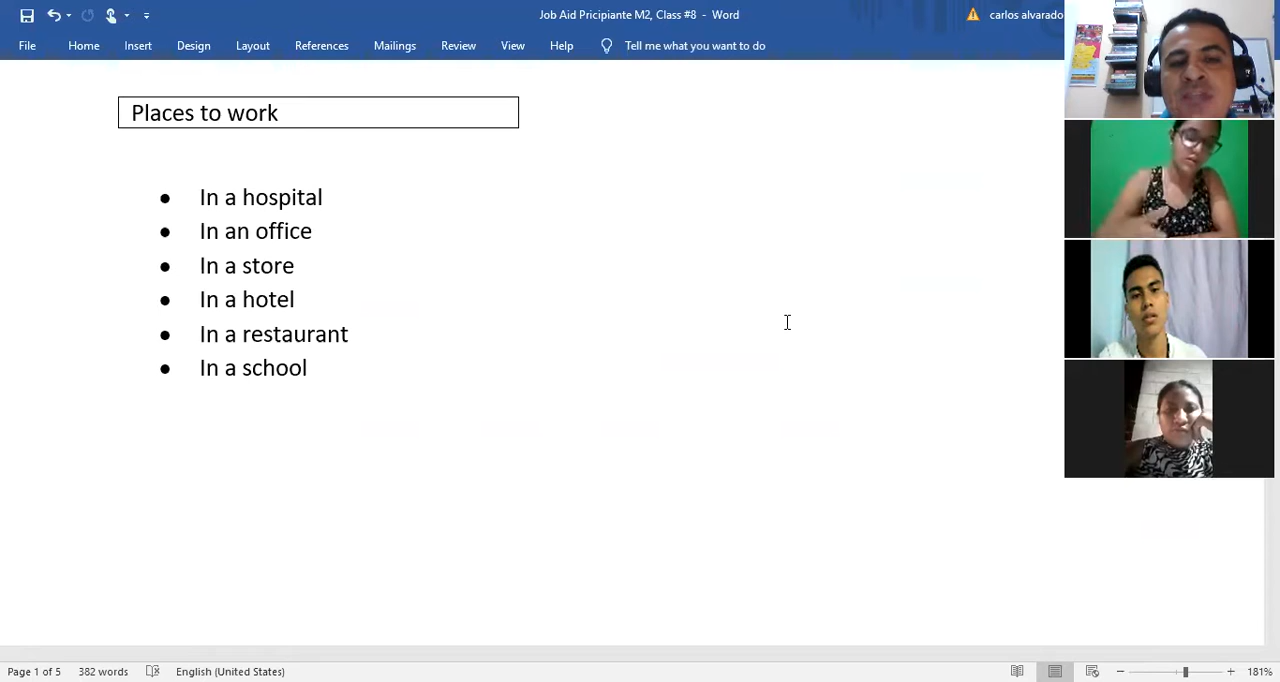 Job Aid Pricipiante M2, Class #8 - Word
carlos alvarado
File Home Insert Design Layout References Mailings Review View Help Tell me what you want to do
Places to work
● In a hospital
● In an office
● In a store
● In a hotel
● In a restaurant
● In a school
Page 1 of 5 382 words English (United States) 181%